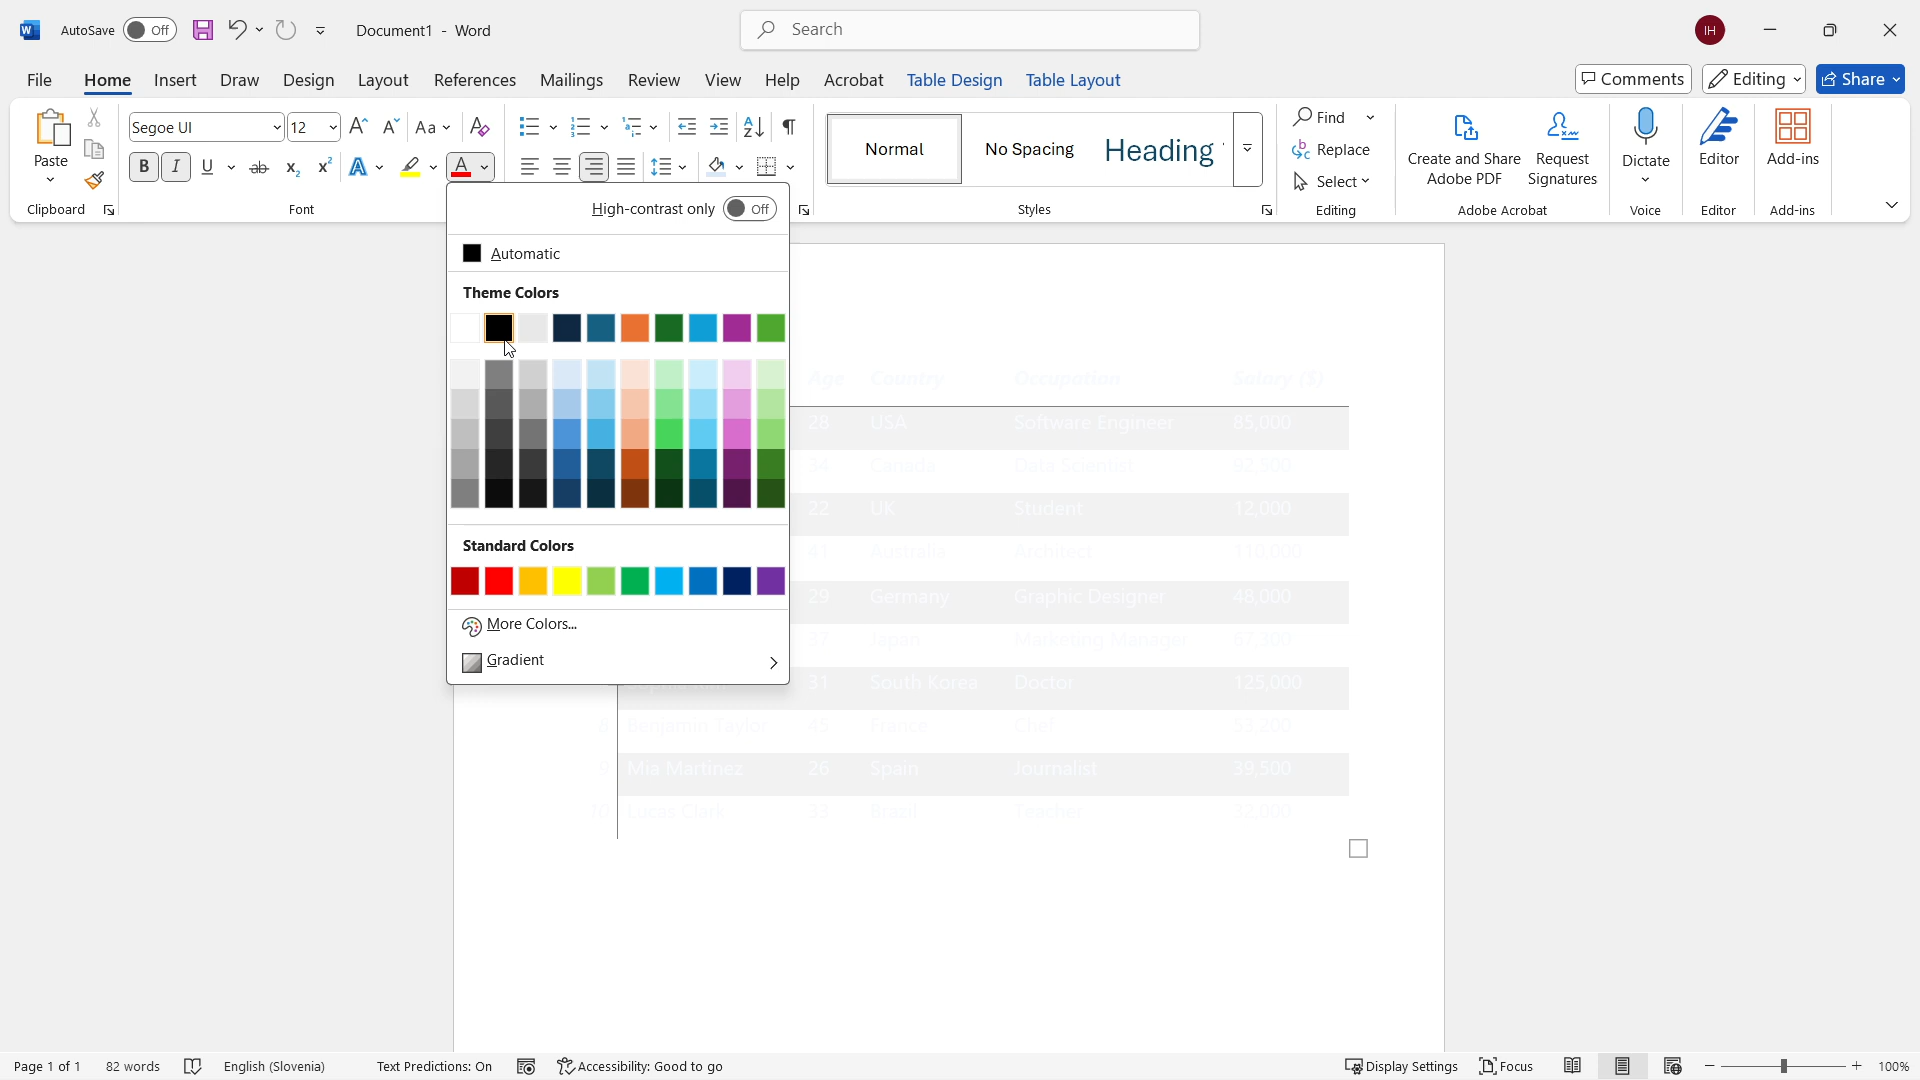 AutoSave Off Document1 - Word Search IH
File Home Insert Draw Design Layout References Mailings Review View Help Acrobat Table Design Table Layout Comments Editing Share
Segoe UI 12 Aa
Paste B I U ab x₂ x² A A
Normal No Spacing Heading
Find
Replace
Select
Create and Share Adobe PDF
Request Signatures
Dictate Editor Add-ins
Clipboard Font Styles Editing Adobe Acrobat Voice Editor Add-ins
High-contrast only Off
Automatic
Theme Colors
Standard Colors
More Colors...
Gradient
Age Country Occupation Salary ($)
28 USA Software Engineer 85,000
34 Canada Data Scientist 92,500
22 UK Student 12,000
41 Australia Architect 110,000
29 Germany Graphic Designer 48,000
37 Japan Marketing Manager 67,300
31 South Korea Doctor 125,000
8 Benjamin Taylor 45 France Chef 53,200
9 Mia Martinez 26 Spain Journalist 39,500
10 Lucas Clark 33 Brazil Teacher 32,000
Page 1 of 1 82 words English (Slovenia) Text Predictions: On Accessibility: Good to go Display Settings Focus 100%